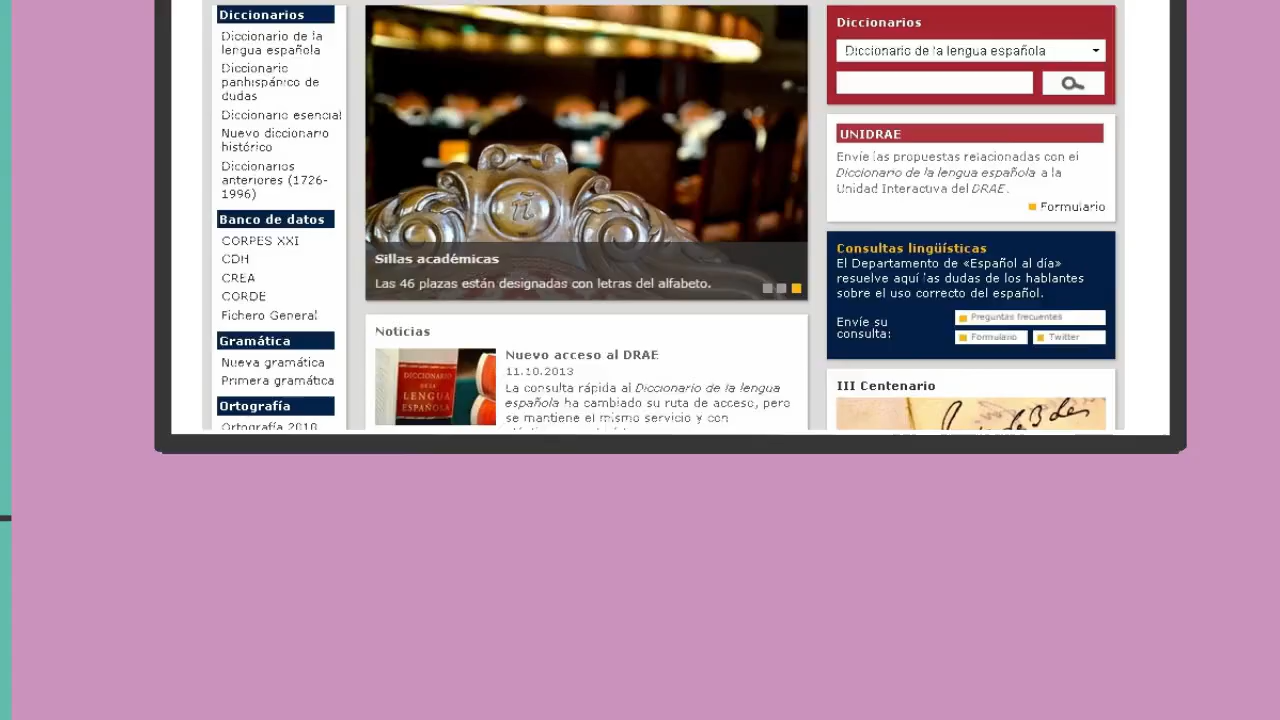 Diccionarios
Diccionario de la
lengua española
Diccionario
panhispánico de
dudas
Diccionario esencial
Nuevo diccionario
histórico
Diccionarios
anteriores (1726-
1996)
Banco de datos
CORPES XXI
CDH
CREA
CORDE
Fichero General
Gramática
Nueva gramática
Primera gramática
Ortografía
Ortografía 2010
ñ
Sillas académicas
Las 46 plazas están designadas con letras del alfabeto.
Noticias
DICCIONARIO
DE LA
LENGUA
ESPAÑOLA
Nuevo acceso al DRAE
11.10.2013
La consulta rápida al Diccionario de la lengua
española ha cambiado su ruta de acceso, pero
se mantiene el mismo servicio y con
Diccionarios
Diccionario de la lengua española
UNIDRAE
Envíe las propuestas relacionadas con el
Diccionario de la lengua española a la
Unidad Interactiva del DRAE.
Formulario
Consultas lingüísticas
El Departamento de «Español al día»
resuelve aquí las dudas de los hablantes
sobre el uso correcto del español.
Envíe su
consulta:
Preguntas frecuentes
Formulario
Twitter
III Centenario